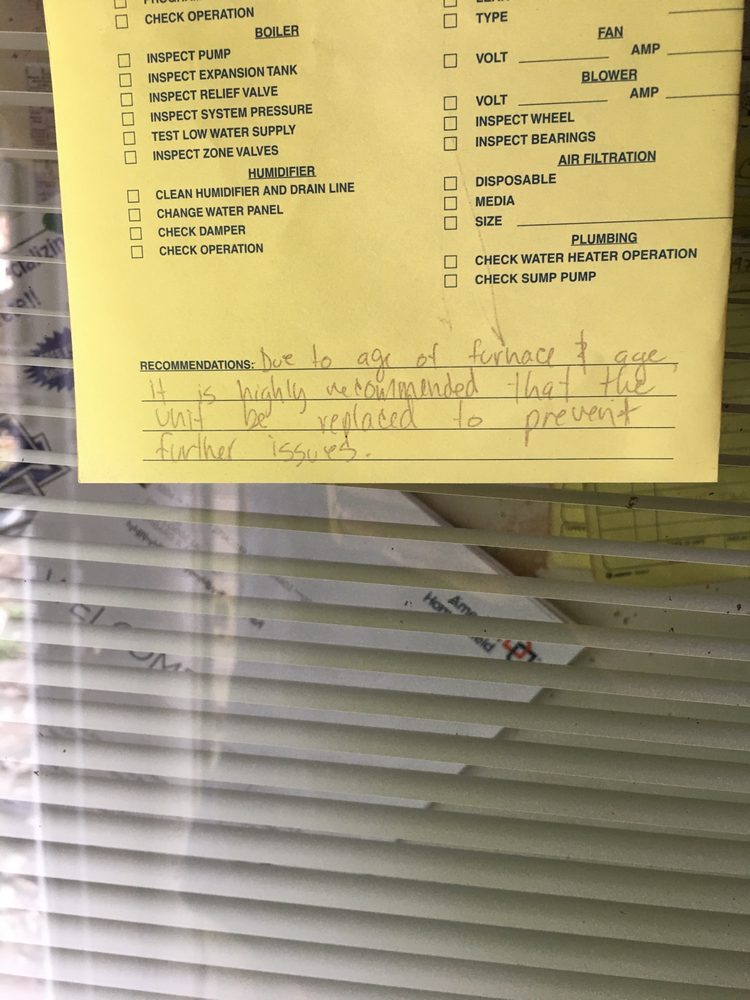 CHECK OPERATION
BOILER
INSPECT PUMP
INSPECT EXPANSION TANK
INSPECT RELIEF VALVE
INSPECT SYSTEM PRESSURE
TEST LOW WATER SUPPLY
INSPECT ZONE VALVES
HUMIDIFIER
CLEAN HUMIDIFIER AND DRAIN LINE
CHANGE WATER PANEL
CHECK DAMPER
CHECK OPERATION
TYPE
FAN
VOLT AMP
BLOWER
VOLT AMP
INSPECT WHEEL
INSPECT BEARINGS
AIR FILTRATION
DISPOSABLE
MEDIA
SIZE
PLUMBING
CHECK WATER HEATER OPERATION
CHECK SUMP PUMP
RECOMMENDATIONS: Due to age of furnace & age
it is highly recommended that the
unit be replaced to prevent
further issues.